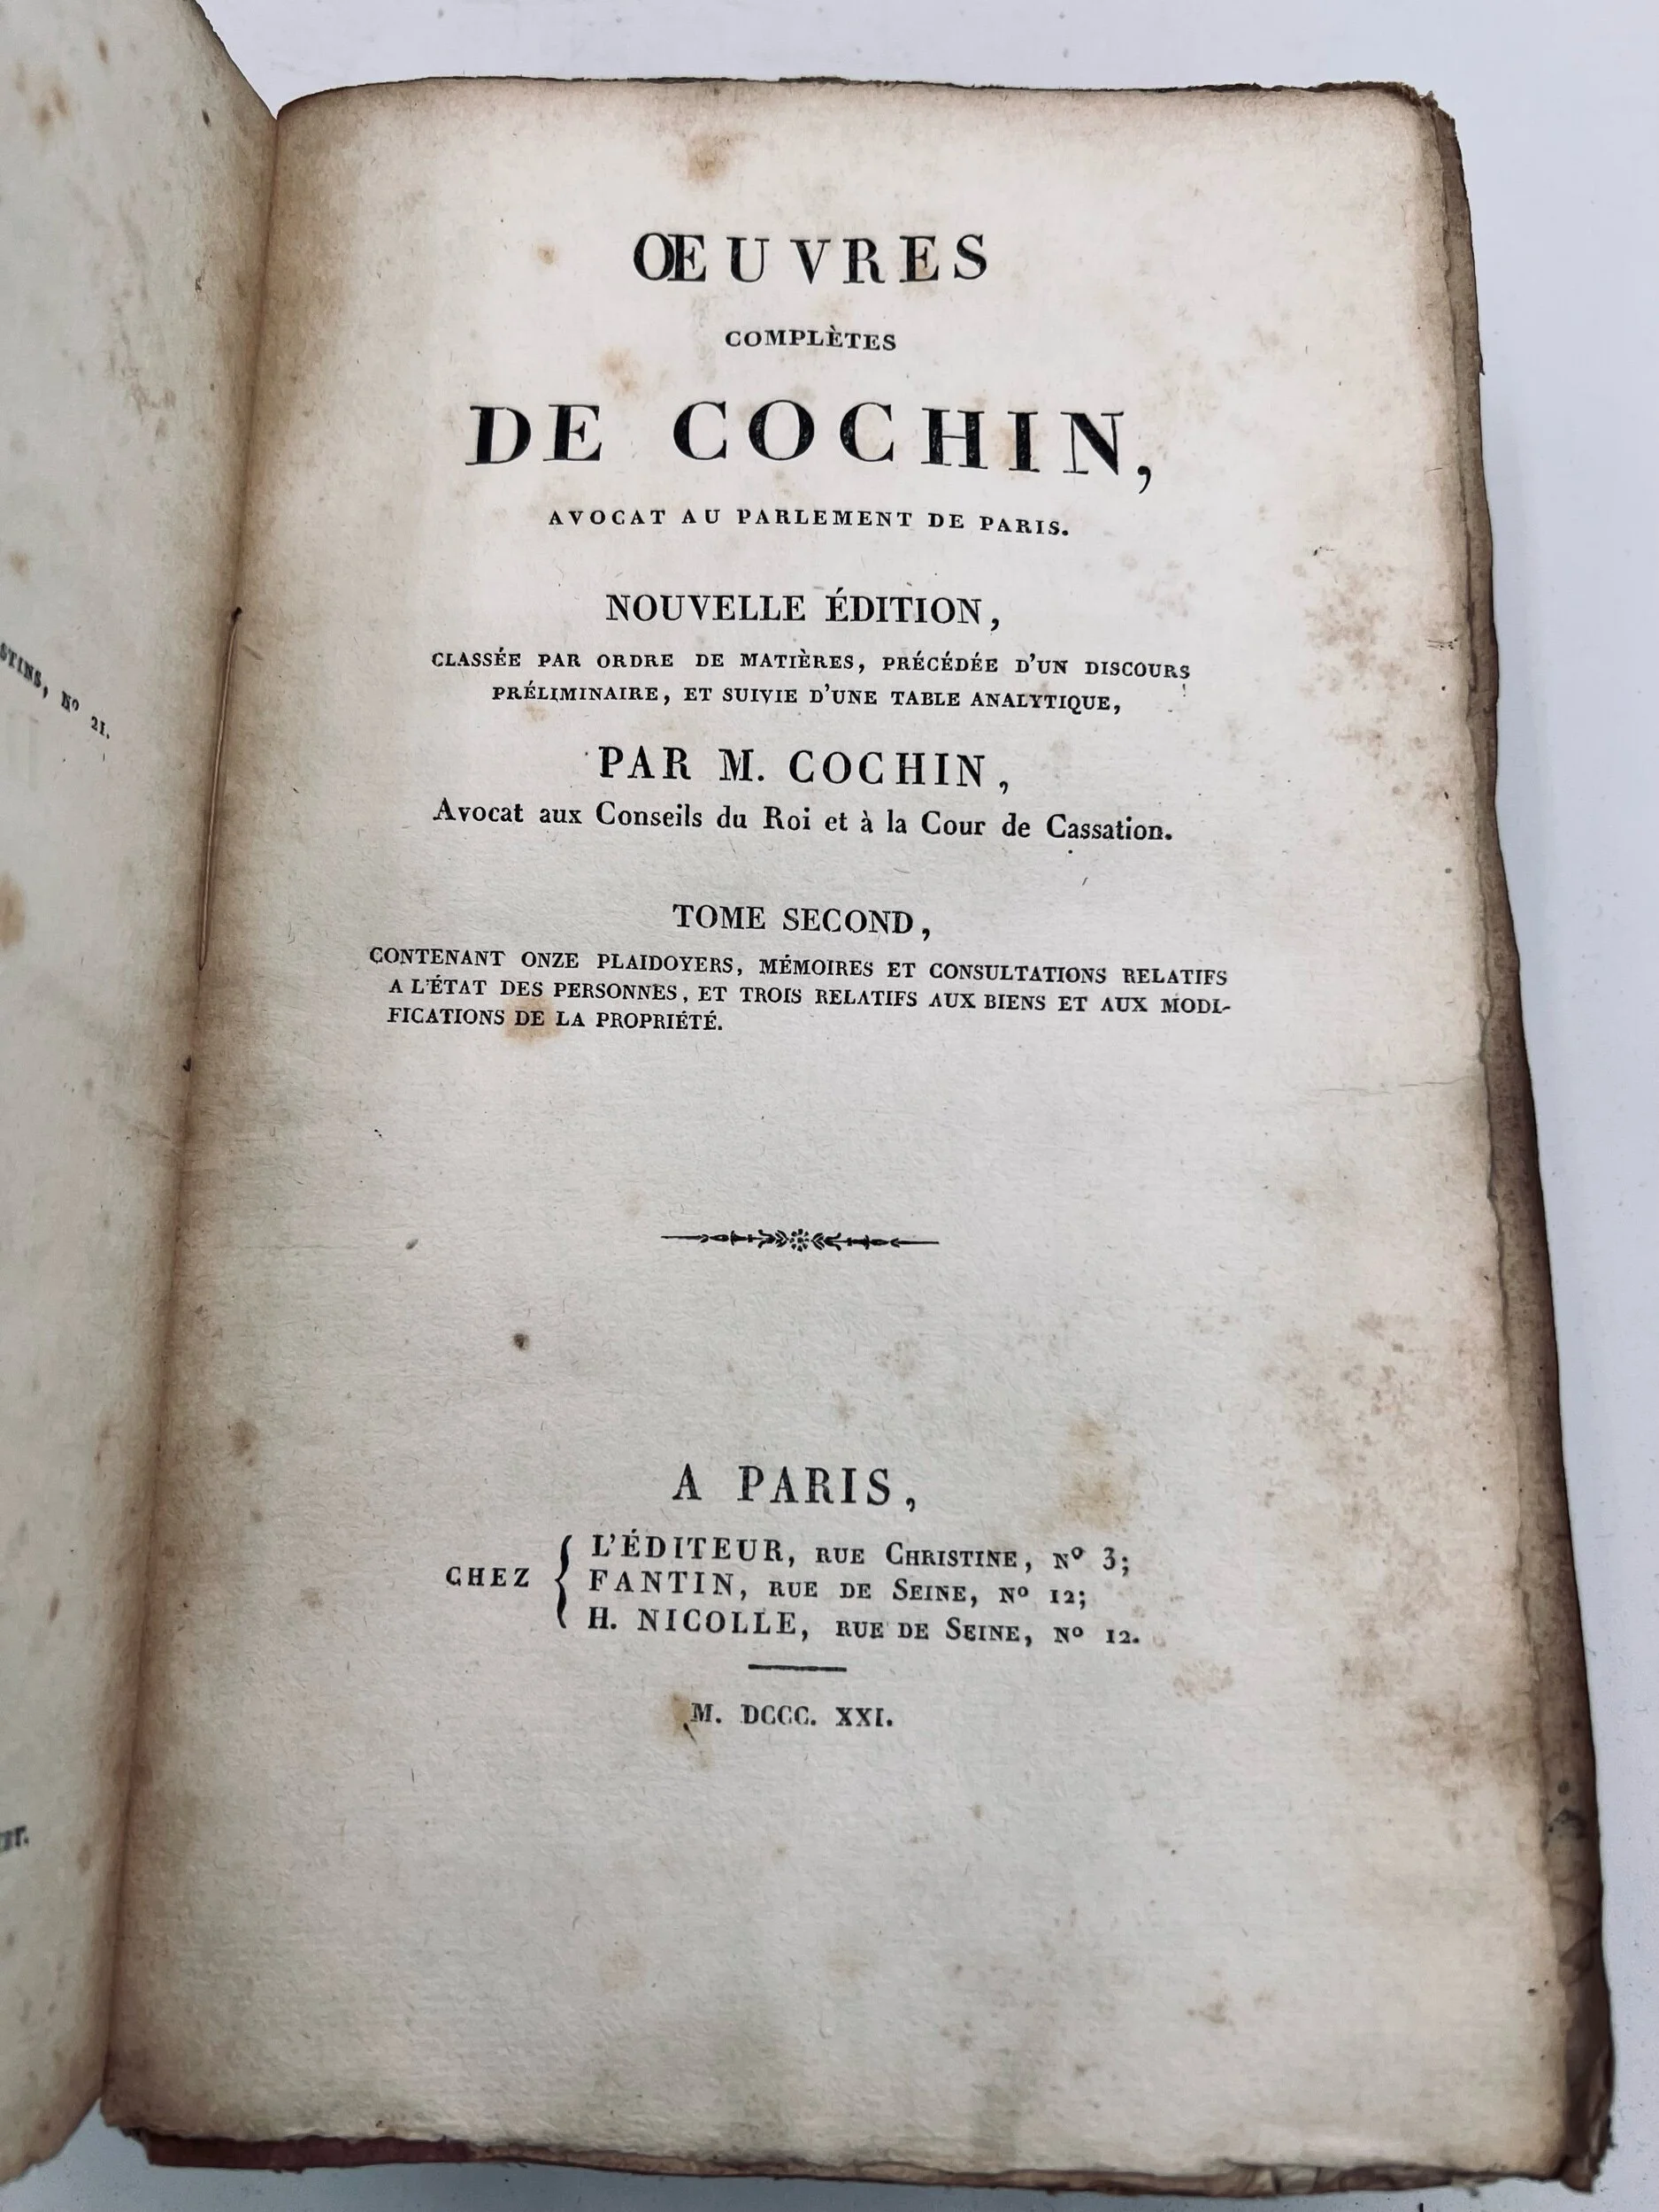 STINS, Nº 21.
ŒUVRES
COMPLÈTES
DE COCHIN,
AVOCAT AU PARLEMENT DE PARIS.
NOUVELLE ÉDITION,
CLASSÉE PAR ORDRE DE MATIÈRES, PRÉCÉDÉE D'UN DISCOURS
PRÉLIMINAIRE, ET SUIVIE D'UNE TABLE ANALYTIQUE,
PAR M. COCHIN,
Avocat aux Conseils du Roi et à la Cour de Cassation.
TOME SECOND,
CONTENANT ONZE PLAIDOYERS, MÉMOIRES ET CONSULTATIONS RELATIFS
A L'ÉTAT DES PERSONNES, ET TROIS RELATIFS AUX BIENS ET AUX MODI-
FICATIONS DE LA PROPRIÉTÉ.
A PARIS,
CHEZ { L'ÉDITEUR, RUE CHRISTINE, Nº 3;
FANTIN, RUE DE SEINE, Nº 12;
H. NICOLLE, RUE DE SEINE, Nº 12.
M. DCCC. XXI.